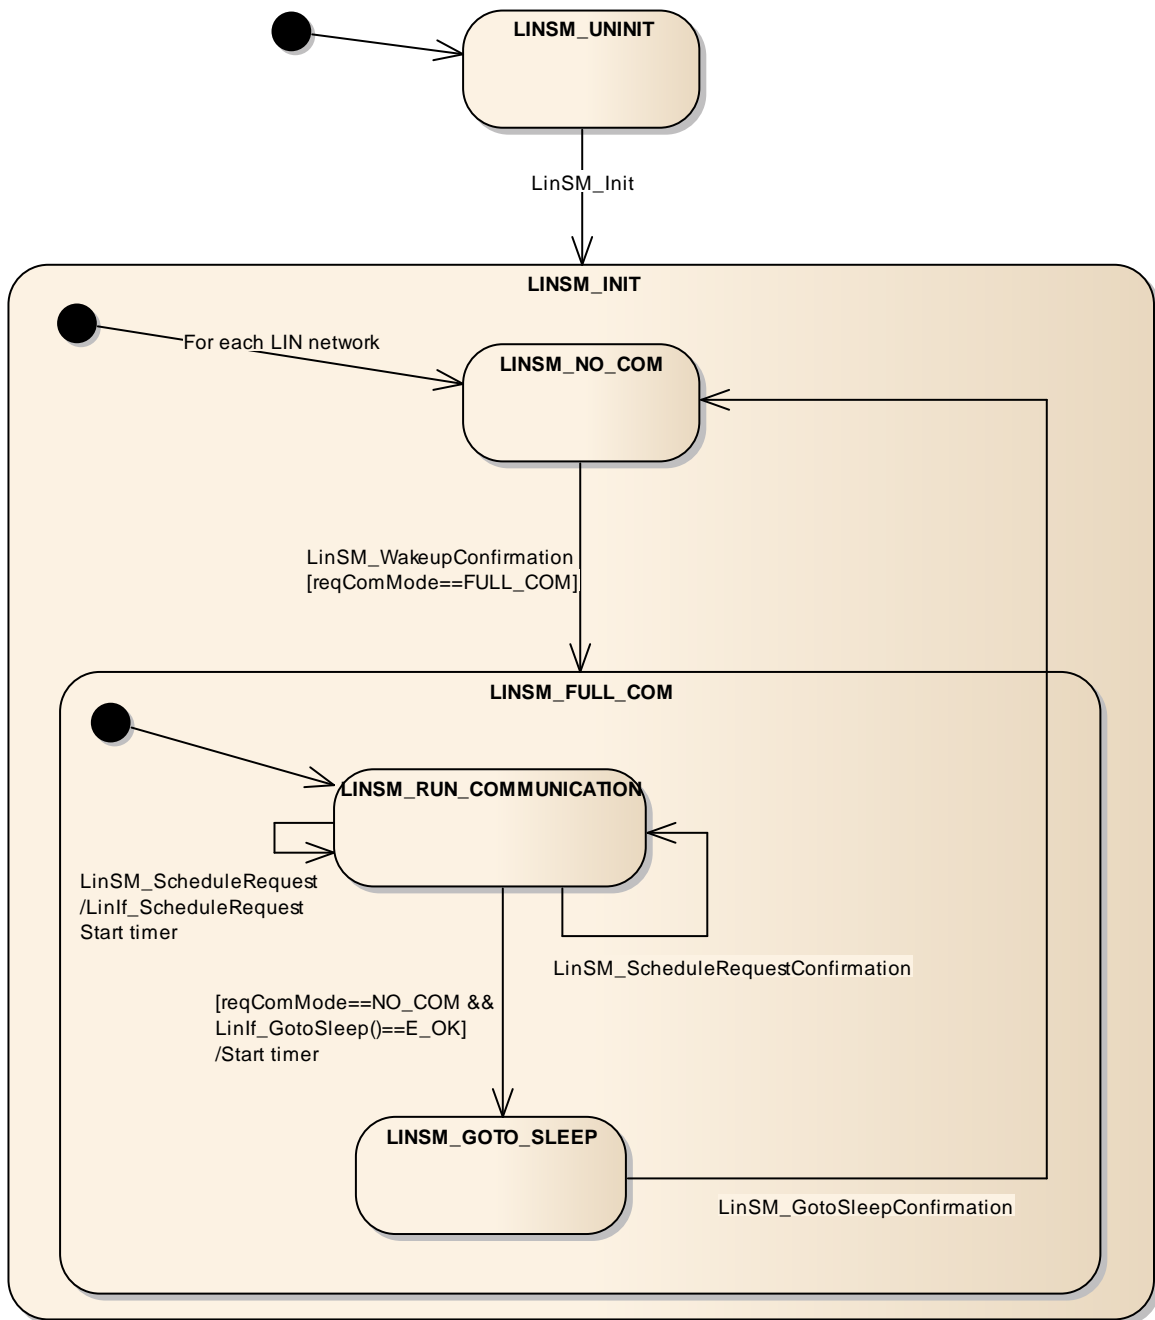 LINSM_UNINIT
LinSM_Init
LINSM_INIT
For each LIN network
LINSM_NO_COM
LinSM_WakeupConfirmation
[reqComMode==FULL_COM]
LINSM_FULL_COM
LINSM_RUN_COMMUNICATION
LinSM_ScheduleRequest
/LinIf_ScheduleRequest
Start timer
LinSM_ScheduleRequestConfirmation
[reqComMode==NO_COM &&
LinIf_GotoSleep()==E_OK]
/Start timer
LINSM_GOTO_SLEEP
LinSM_GotoSleepConfirmation